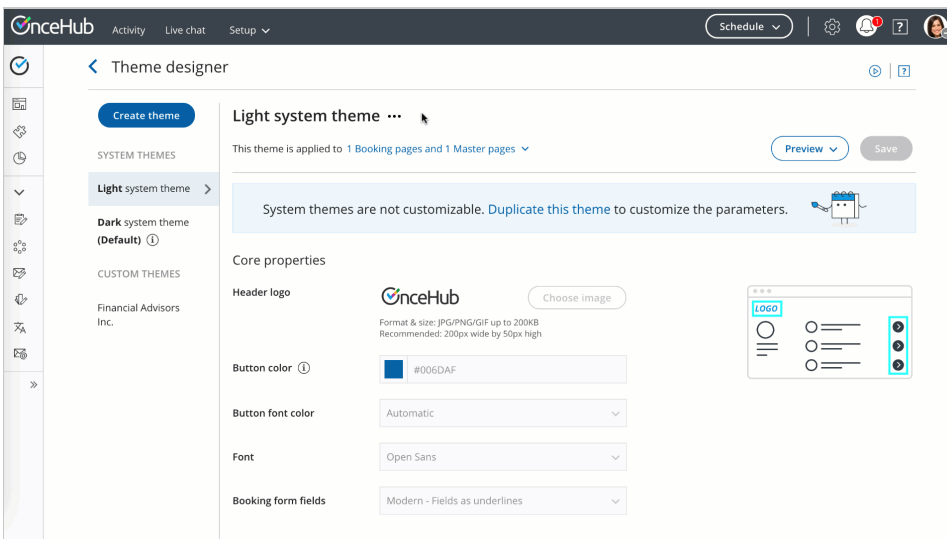 OnceHub Activity Live chat Setup Schedule 1 ?
Theme designer ?
Create theme
SYSTEM THEMES
Light system theme
Dark system theme
(Default) i
CUSTOM THEMES
Financial Advisors
Inc.
Light system theme ...
This theme is applied to 1 Booking pages and 1 Master pages
Preview
Save
System themes are not customizable. Duplicate this theme to customize the parameters.
Core properties
Header logo
OnceHub
Choose image
Format & size: JPG/PNG/GIF up to 200KB
Recommended: 200px wide by 50px high
LOGO
Button color i
#006DAF
Button font color
Automatic
Font
Open Sans
Booking form fields
Modern - Fields as underlines